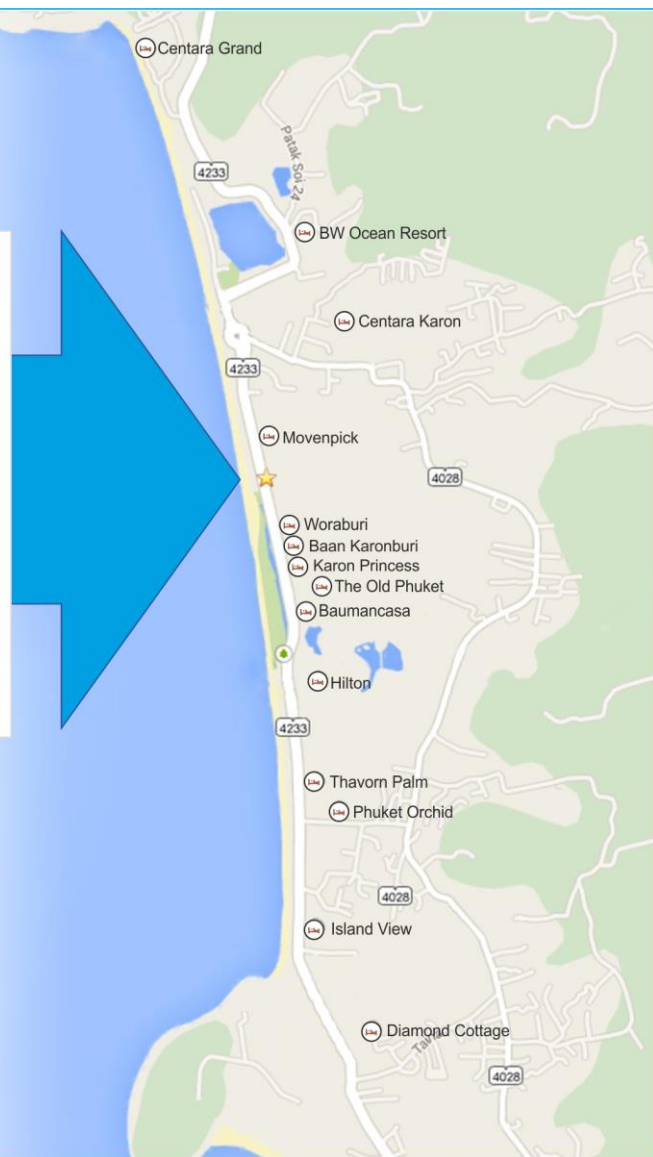 Centara Grand
Patak Soi 24
4233
BW Ocean Resort
Centara Karon
4233
Movenpick
4028
Woraburi
Baan Karonburi
Karon Princess
The Old Phuket
Baumancasa
Hilton
4233
Thavorn Palm
Phuket Orchid
4028
Island View
Diamond Cottage
4028